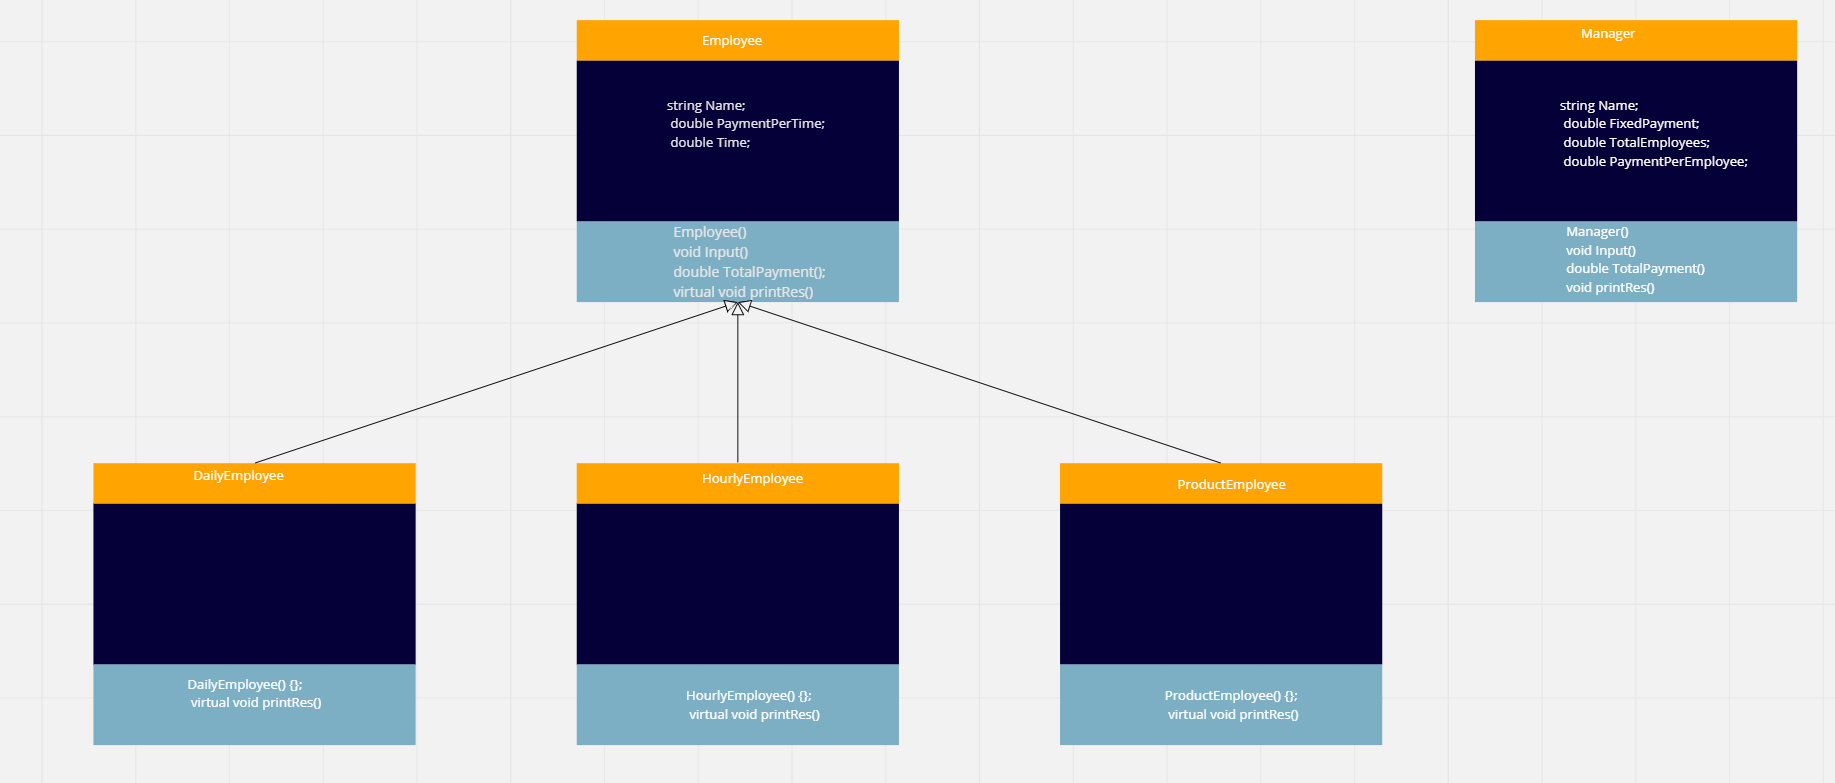 Employee
string Name;
double PaymentPerTime;
double Time;
Employee()
void Input()
double TotalPayment();
virtual void printRes()
Manager
string Name;
double FixedPayment;
double TotalEmployees;
double PaymentPerEmployee;
Manager()
void Input()
double TotalPayment()
void printRes()
DailyEmployee
DailyEmployee() {};
virtual void printRes()
HourlyEmployee
HourlyEmployee() {};
virtual void printRes()
ProductEmployee
ProductEmployee() {};
virtual void printRes()